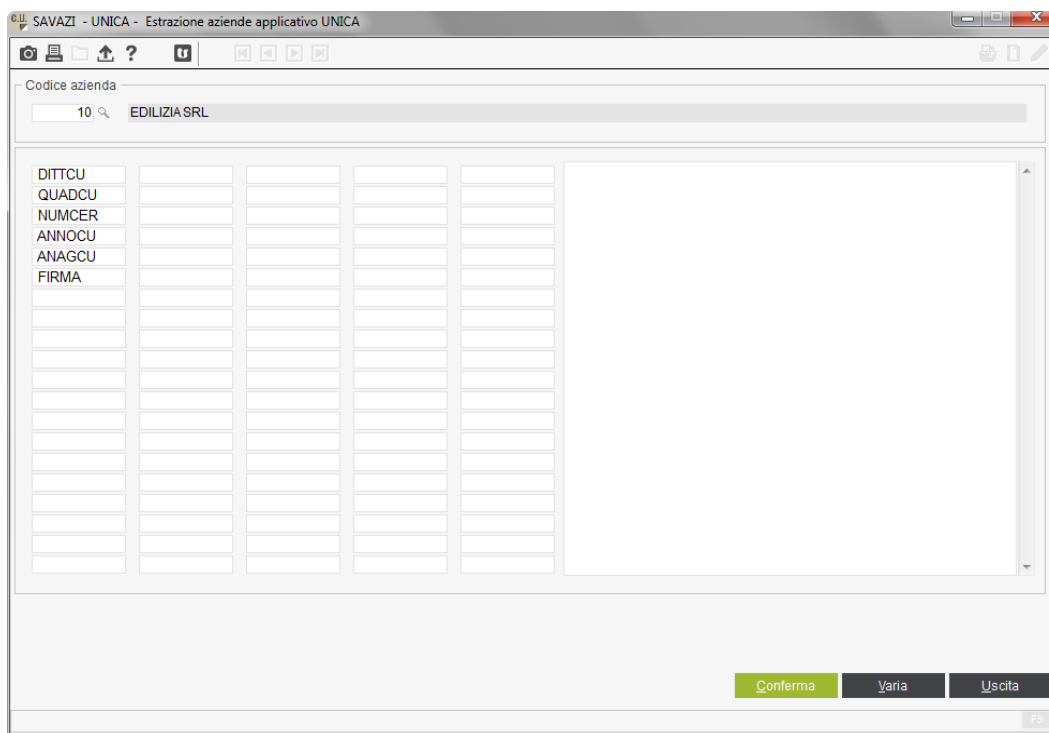 C.U. SAVAZI - UNICA - Estrazione aziende applicativo UNICA
?
Codice azienda
10 EDILIZIA SRL
DITTCU
QUADCU
NUMCER
ANNOCU
ANAGCU
FIRMA
Conferma Varia Uscita
F9